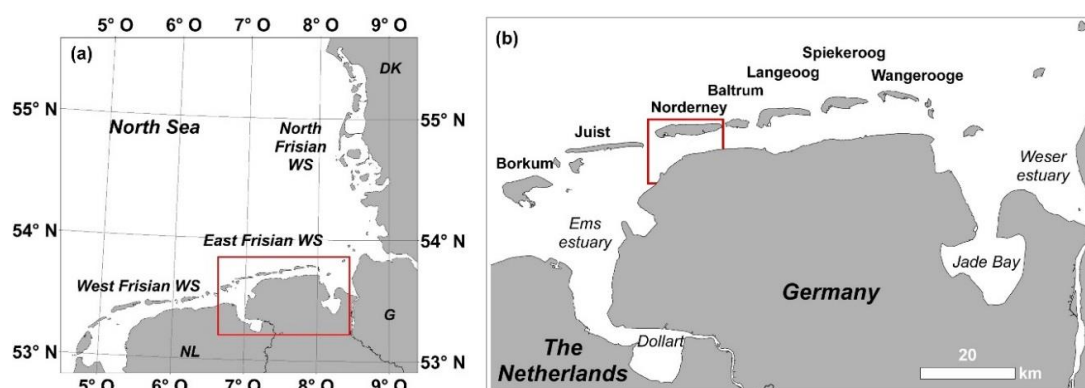 4° O 5° O 6° O 7° O 8° O 9° O
(a)
DK
55° N
55° N
North Sea
North
Frisian
WS
54° N
54° N
East Frisian WS
West Frisian WS
G
53° N
NL
53° N
4° O 5° O 6° O 7° O 8° O 9° O
(b)
Spiekeroog
Langeoog
Wangerooge
Baltrum
Norderney
Juist
Borkum
Weser
estuary
Ems
estuary
Jade Bay
Germany
Dollart
The
Netherlands
20
km